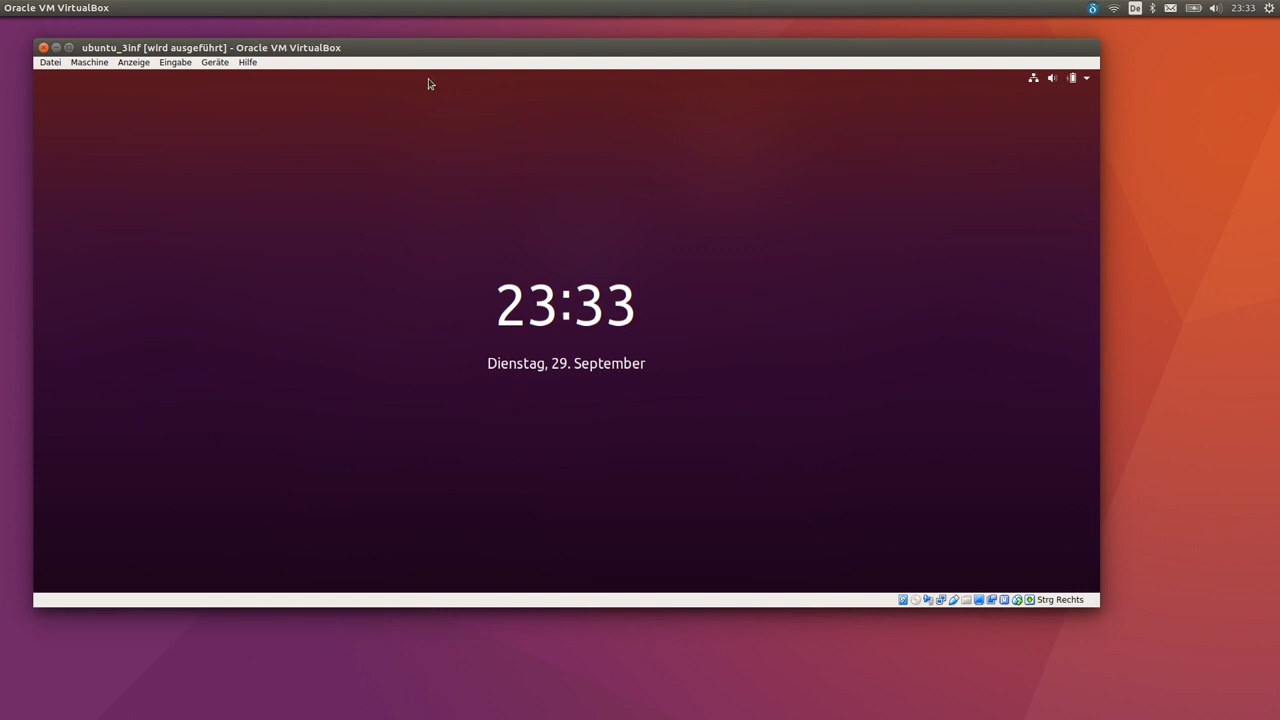 Oracle VM VirtualBox
De
23:33
ubuntu_3inf [wird ausgeführt] - Oracle VM VirtualBox
Datei Maschine Anzeige Eingabe Geräte Hilfe
23:33
Dienstag, 29. September
Strg Rechts